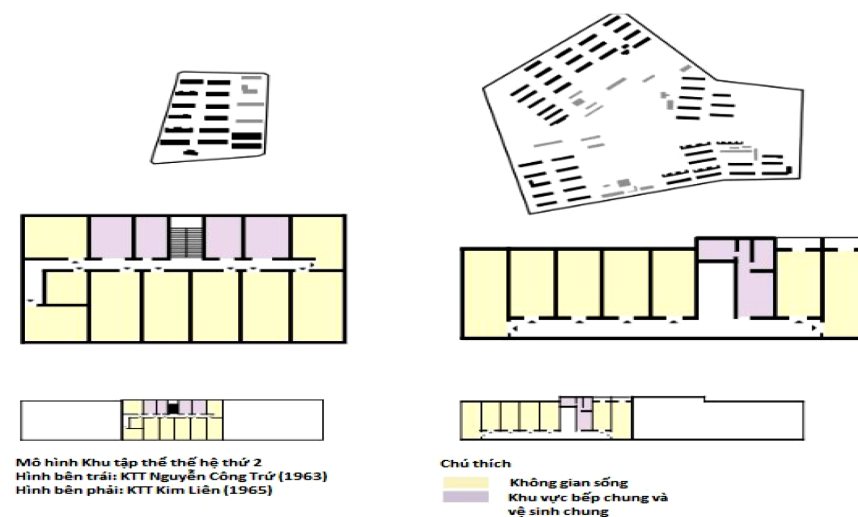 Mô hình Khu tập thể thế hệ thứ 2
Hình bên trái: KTT Nguyễn Công Trứ (1963)
Hình bên phải: KTT Kim Liên (1965)
Chú thích
Không gian sống
Khu vực bếp chung và
vệ sinh chung